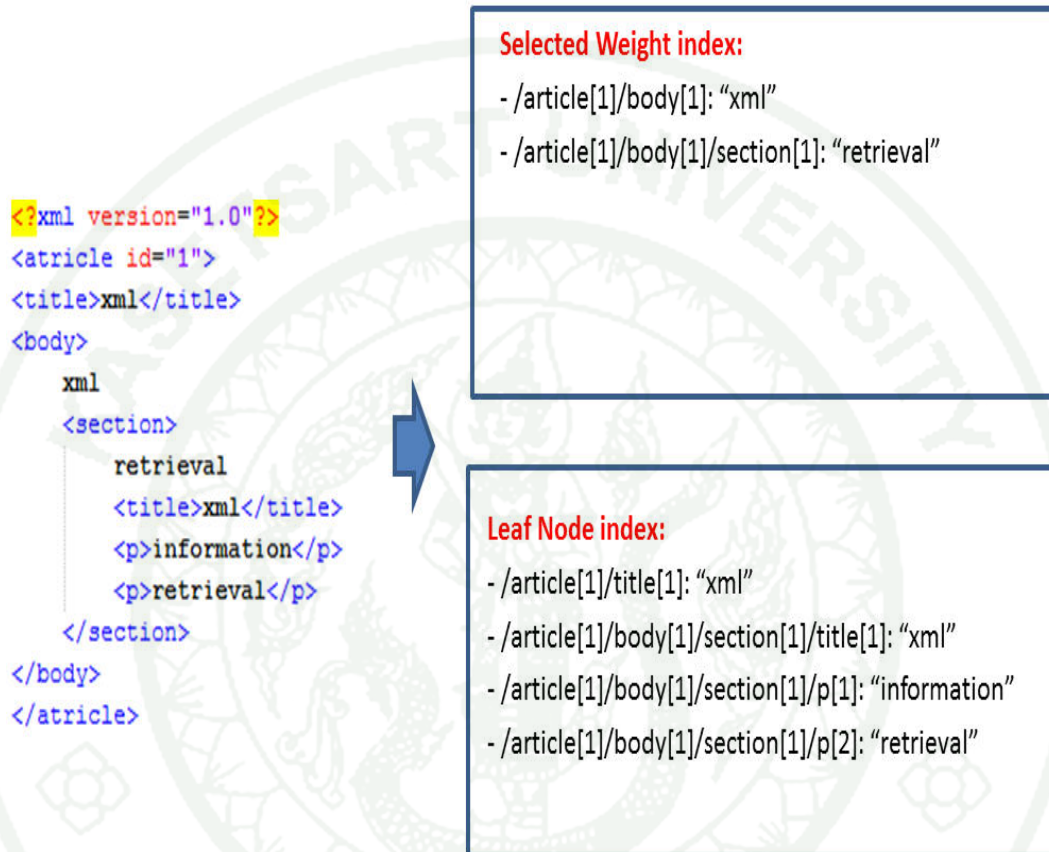 <?xml version="1.0"?>
<atricle id="1">
<title>xml</title>
<body>
xml
<section>
retrieval
<title>xml</title>
<p>information</p>
<p>retrieval</p>
</section>
</body>
</atricle>
Selected Weight index:
- /article[1]/body[1]: “xml”
- /article[1]/body[1]/section[1]: “retrieval”
Leaf Node index:
- /article[1]/title[1]: “xml”
- /article[1]/body[1]/section[1]/title[1]: “xml”
- /article[1]/body[1]/section[1]/p[1]: “information”
- /article[1]/body[1]/section[1]/p[2]: “retrieval”
KASETSART UNIVERSITY